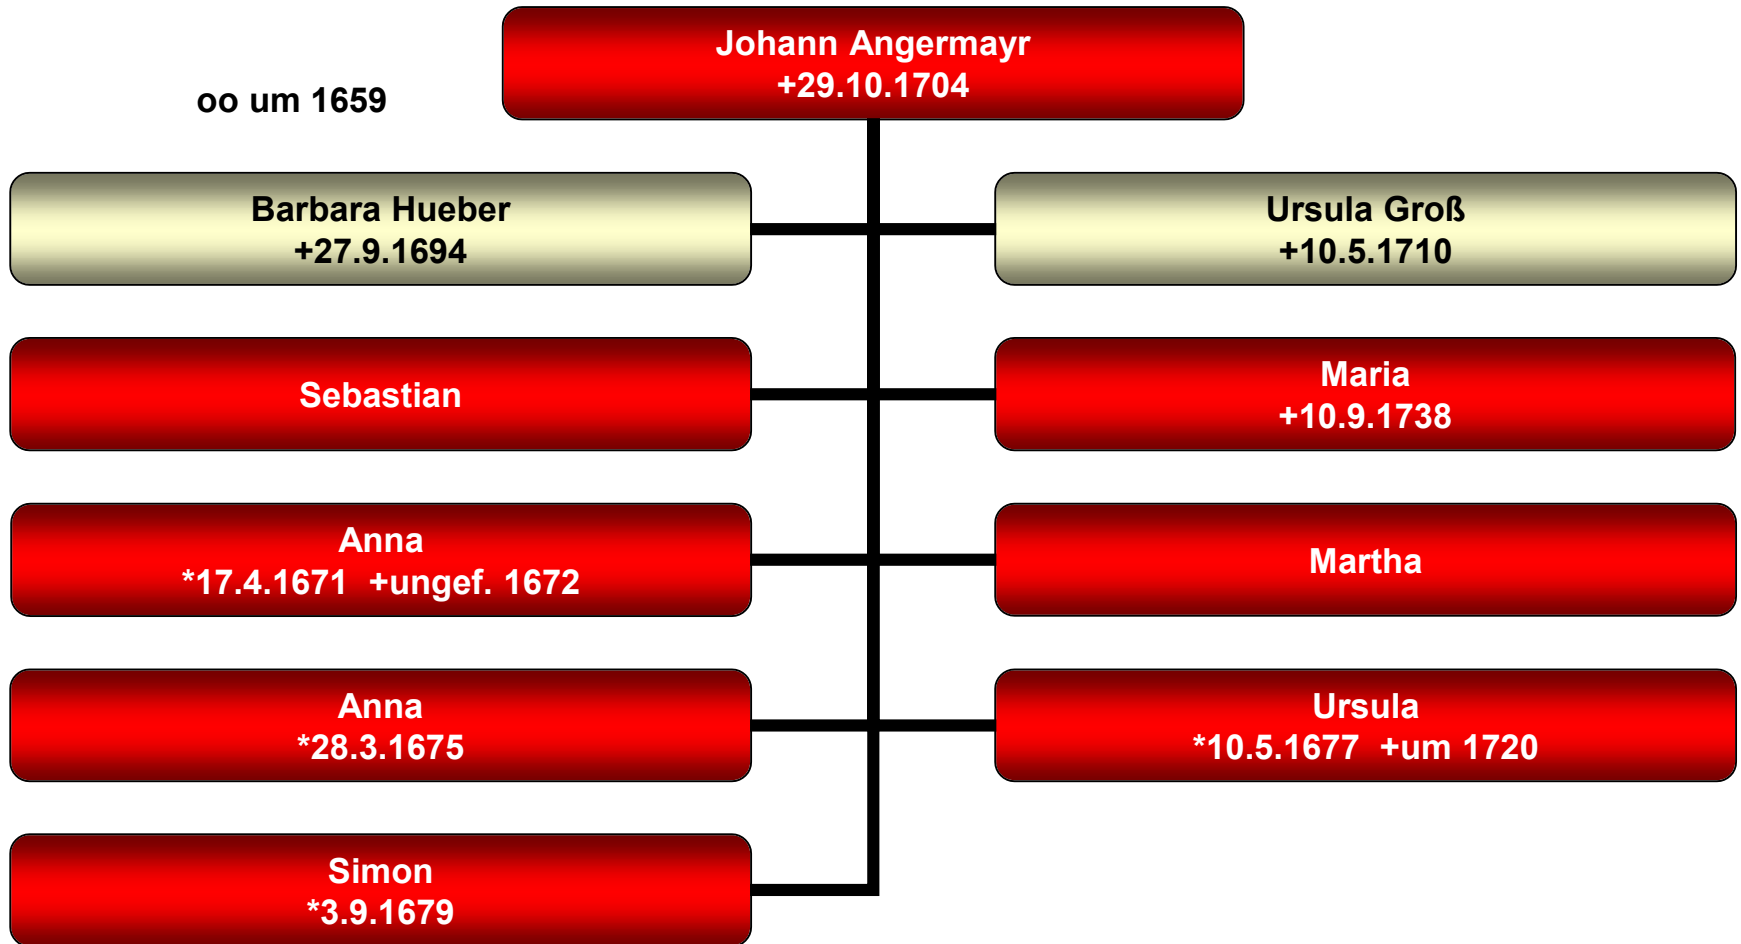 Johann Angermayr
+29.10.1704
oo um 1659
Barbara Hueber
+27.9.1694
Ursula Groß
+10.5.1710
Sebastian
Maria
+10.9.1738
Anna
*17.4.1671  +ungef. 1672
Martha
Anna
*28.3.1675
Ursula
*10.5.1677  +um 1720
Simon
*3.9.1679